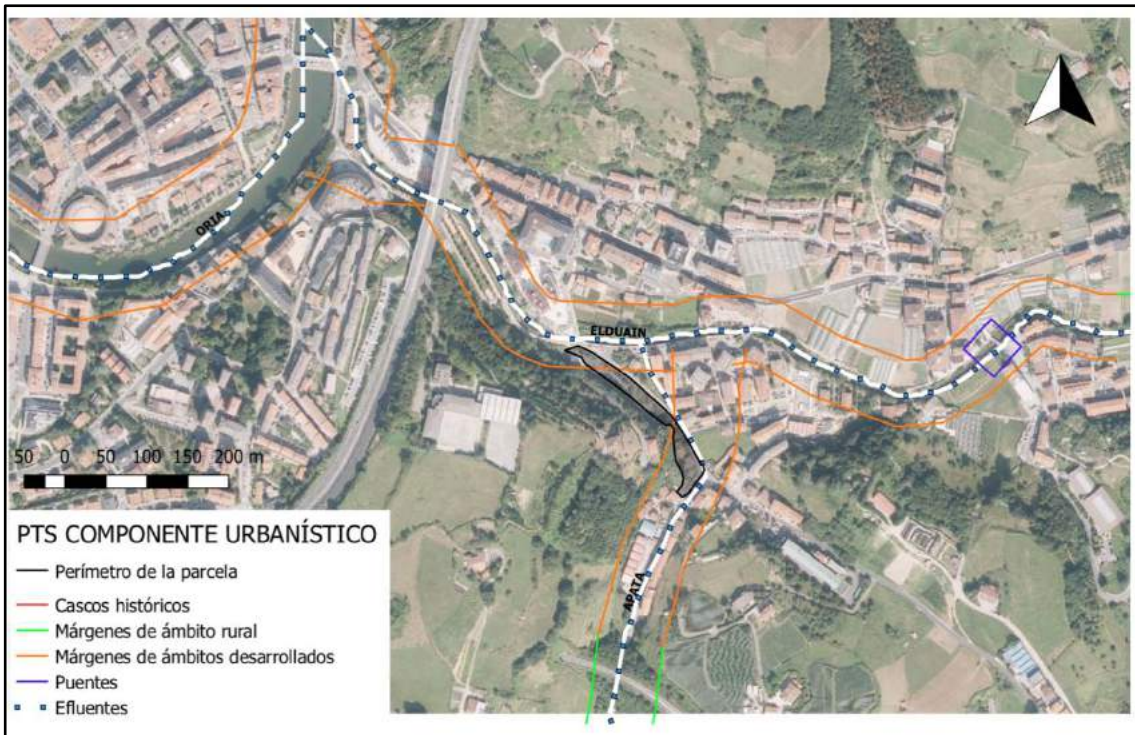 ORIA
ELDUAIN
50 0 50 100 150 200 m
APATA
PTS COMPONENTE URBANÍSTICO
Perímetro de la parcela
Cascos históricos
Márgenes de ámbito rural
Márgenes de ámbitos desarrollados
Puentes
Efluentes